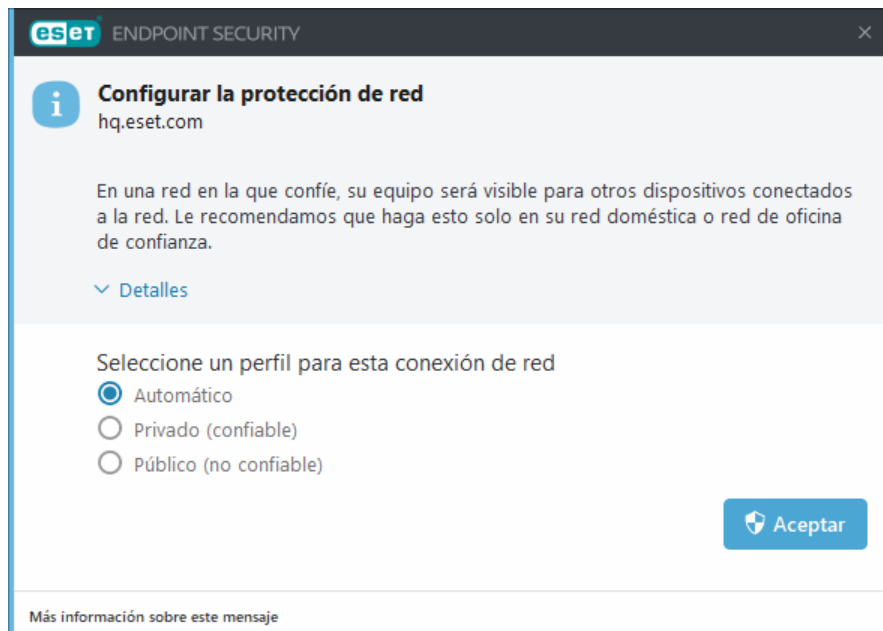 eset ENDPOINT SECURITY
Configurar la protección de red
hq.eset.com
En una red en la que confíe, su equipo será visible para otros dispositivos conectados
a la red. Le recomendamos que haga esto solo en su red doméstica o red de oficina
de confianza.
Detalles
Seleccione un perfil para esta conexión de red
Automático
Privado (confiable)
Público (no confiable)
Aceptar
Más información sobre este mensaje